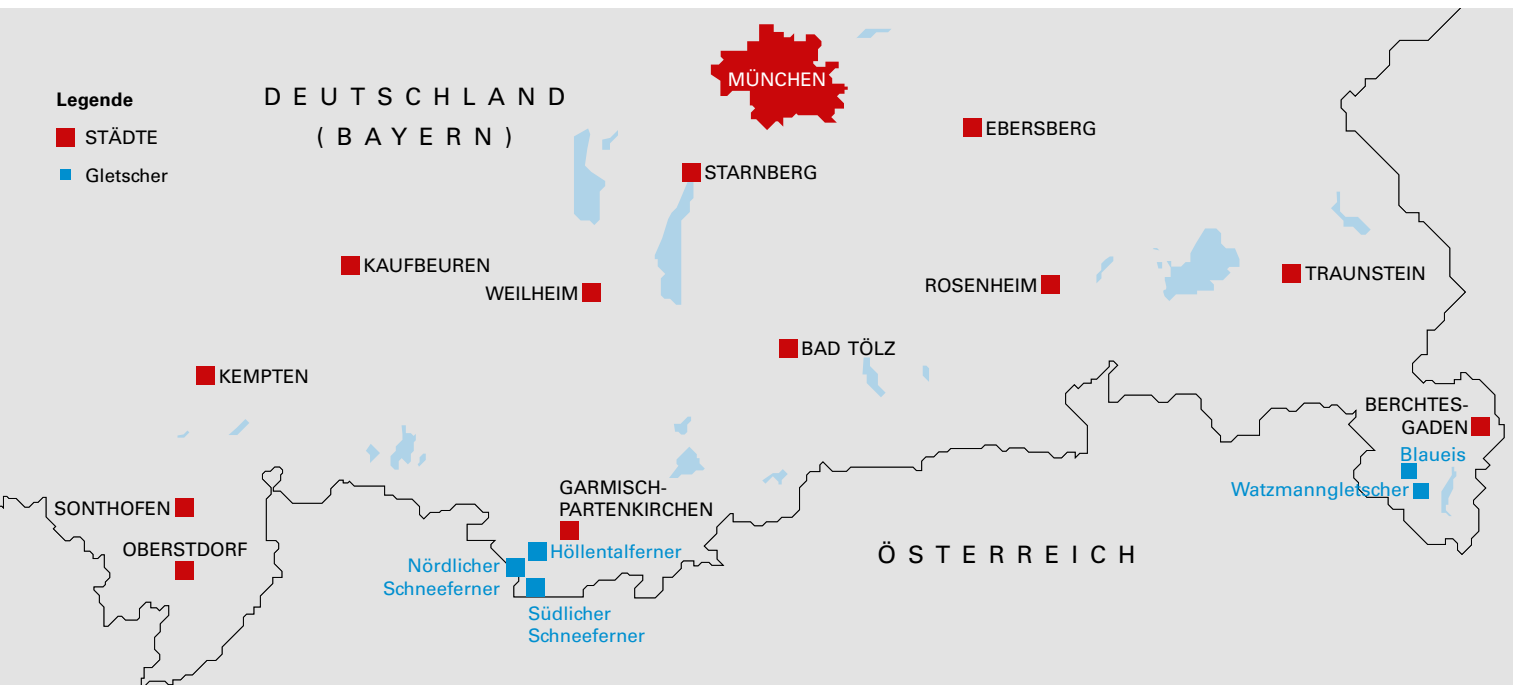 MÜNCHEN
DEUTSCHLAND
(BAYERN)
Legende
STÄDTE
Gletscher
EBERSBERG
STARNBERG
KAUFBEUREN
WEILHEIM
ROSENHEIM
TRAUNSTEIN
BAD TÖLZ
KEMPTEN
BERCHTES-
GADEN
Blaueis
Watzmanngletscher
GARMISCH-
PARTENKIRCHEN
SONTHOFEN
OBERSTDORF
Höllentalferner
Nördlicher
Schneeferner
Südlicher
Schneeferner
ÖSTERREICH